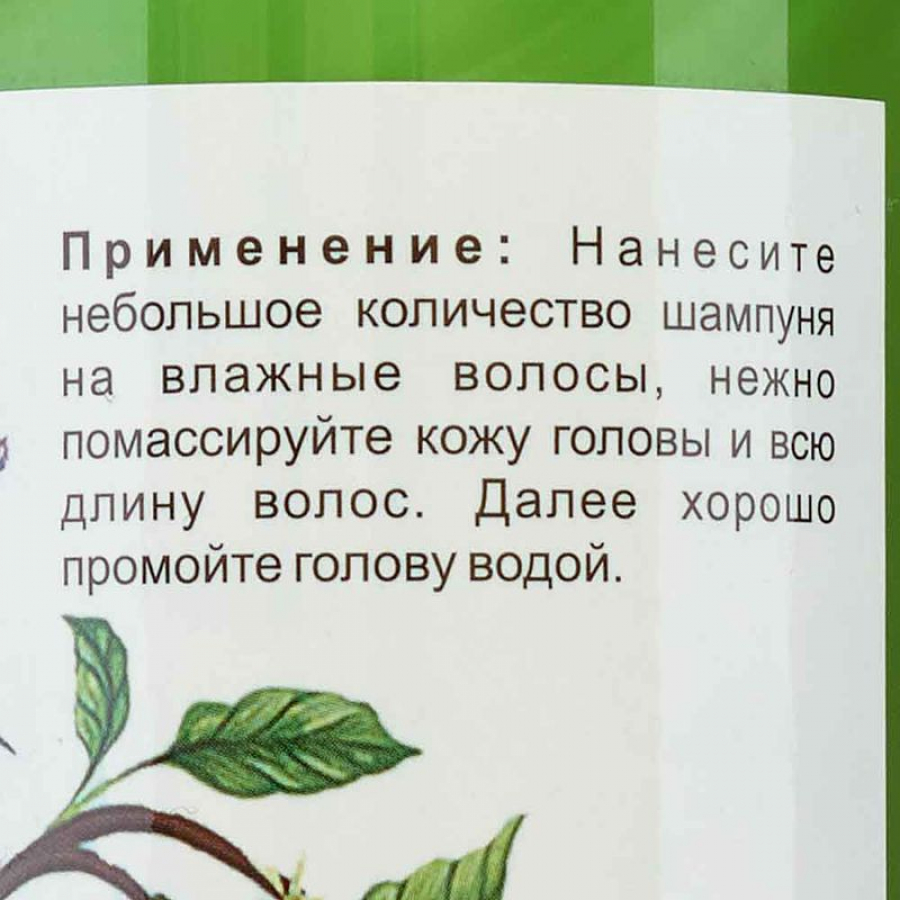 Применение: Нанесите
небольшое количество шампуня
на влажные волосы, нежно
помассируйте кожу головы и всю
длину волос. Далее хорошо
промойте голову водой.